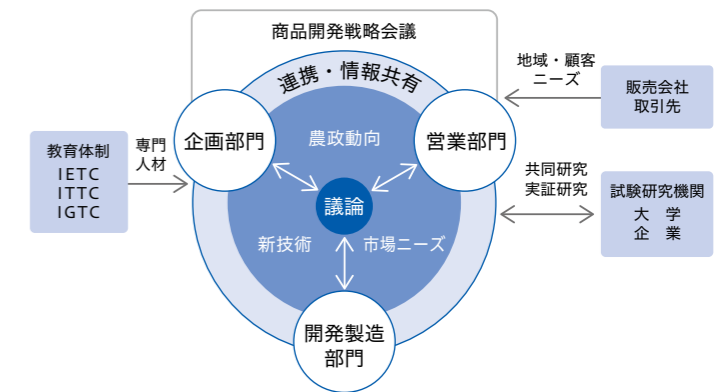 商品開発戦略会議
連携・情報共有
地域・顧客
ニーズ
販売会社
取引先
企画部門
農政動向
営業部門
教育体制
IETC
ITTC
IGTC
専門
人材
議論
共同研究
実証研究
試験研究機関
大　学
企　業
新技術
市場ニーズ
開発製造
部門